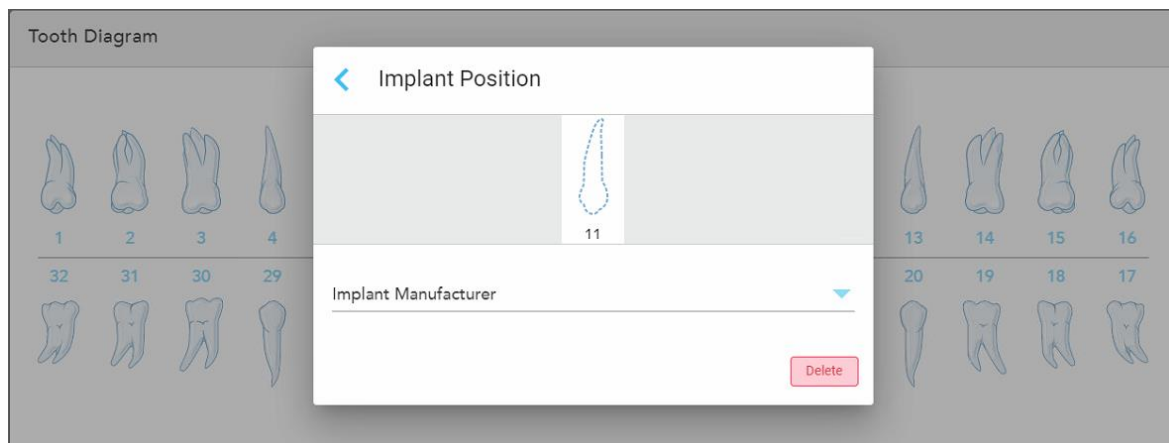 Tooth Diagram
Implant Position
11
1 2 3 4 13 14 15 16
32 31 30 29 20 19 18 17
Implant Manufacturer
Delete